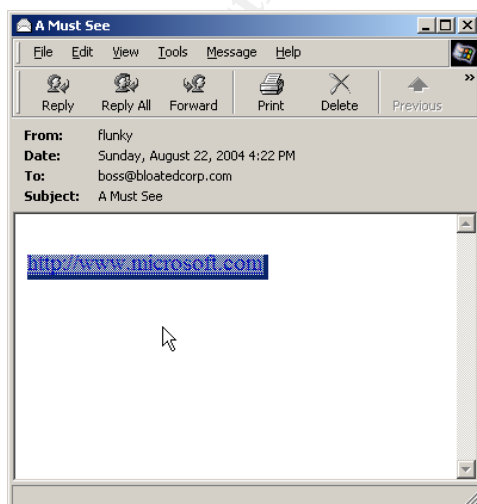 A Must See
File Edit View Tools Message Help
Reply Reply All Forward Print Delete Previous »
From: flunky
Date: Sunday, August 22, 2004 4:22 PM
To: boss@bloatedcorp.com
Subject: A Must See
http://www.microsoft.com